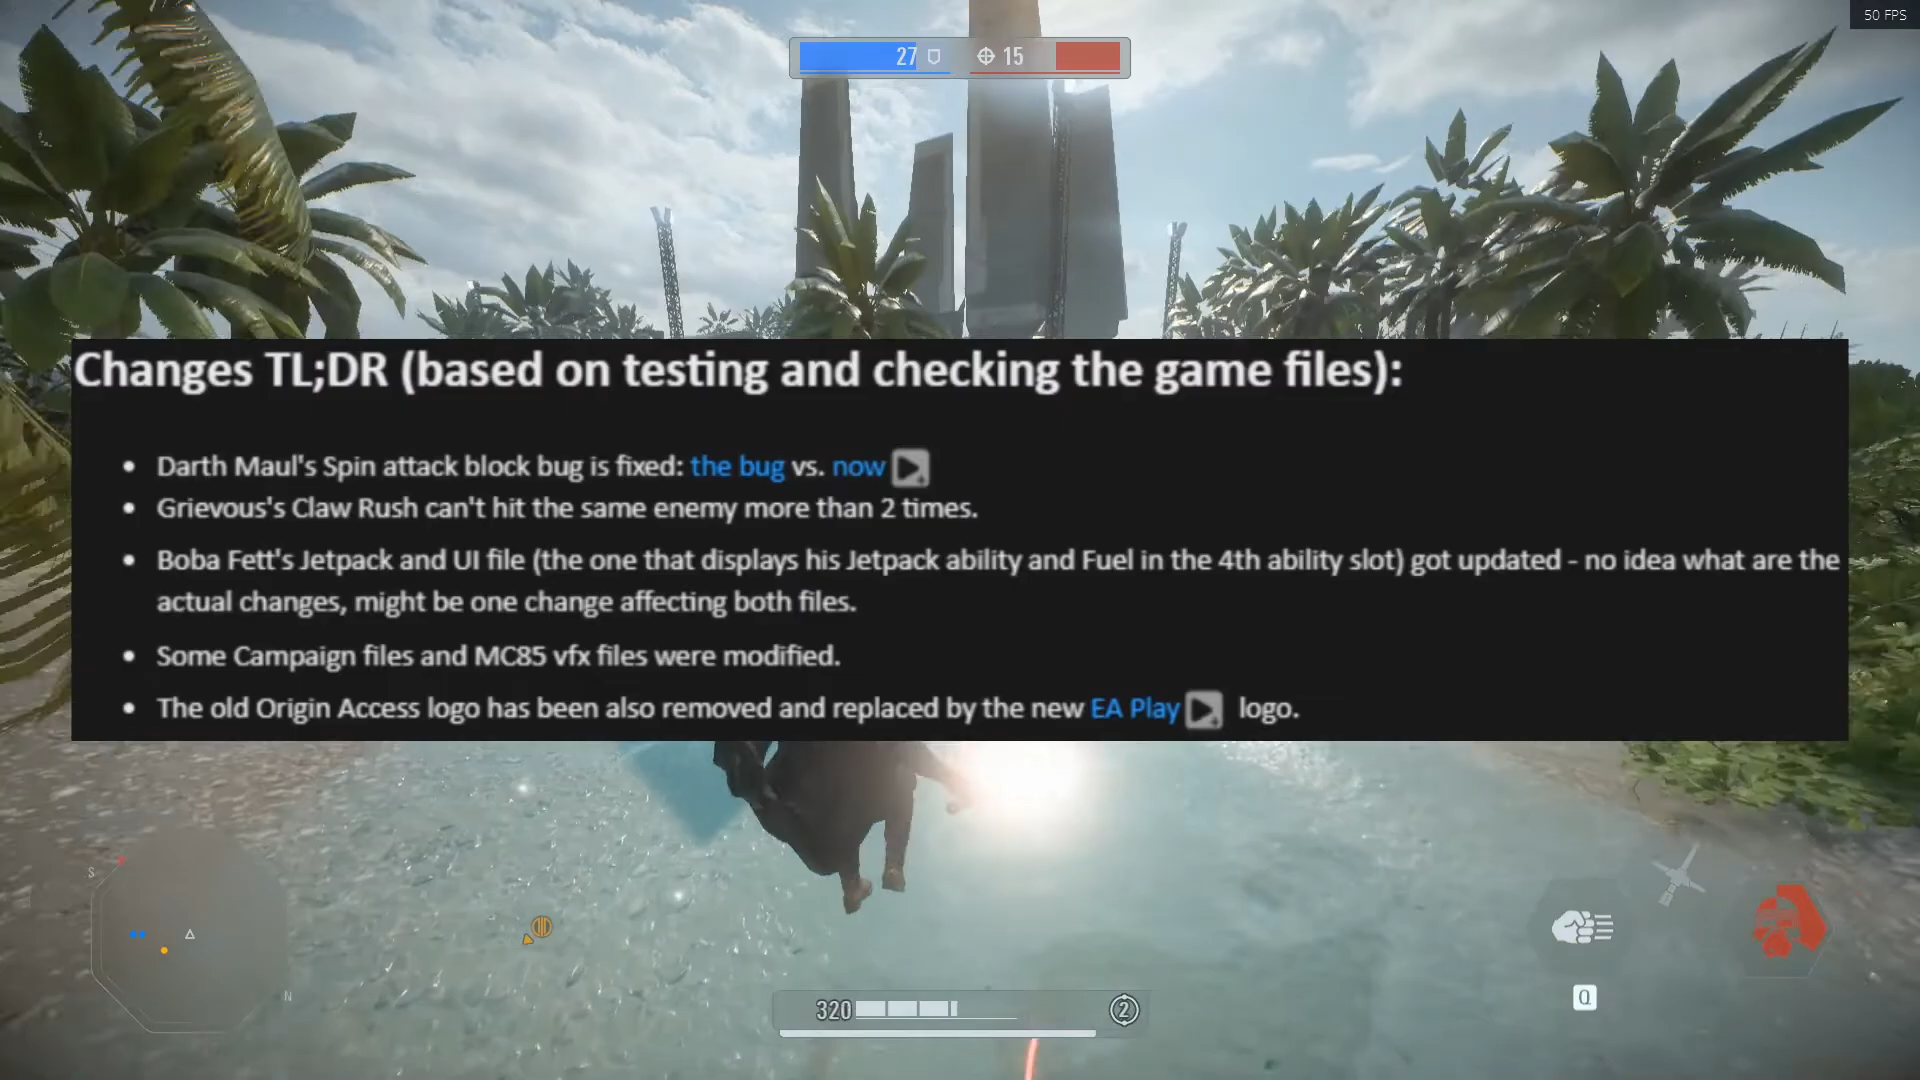 50 FPS
27 15
Changes TL;DR (based on testing and checking the game files):
• Darth Maul's Spin attack block bug is fixed: the bug vs. now
• Grievous's Claw Rush can't hit the same enemy more than 2 times.
• Boba Fett's Jetpack and UI file (the one that displays his Jetpack ability and Fuel in the 4th ability slot) got updated - no idea what are the
actual changes, might be one change affecting both files.
• Some Campaign files and MC85 vfx files were modified.
• The old Origin Access logo has been also removed and replaced by the new EA Play logo.
S
N
Q
320 2